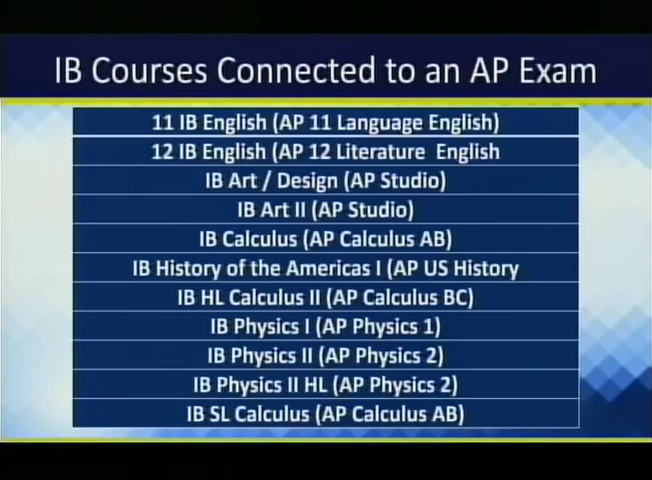 IB Courses Connected to an AP Exam
11 IB English (AP 11 Language English)
12 IB English (AP 12 Literature English
IB Art / Design (AP Studio)
IB Art II (AP Studio)
IB Calculus (AP Calculus AB)
IB History of the Americas I (AP US History
IB HL Calculus II (AP Calculus BC)
IB Physics I (AP Physics 1)
IB Physics II (AP Physics 2)
IB Physics II HL (AP Physics 2)
IB SL Calculus (AP Calculus AB)